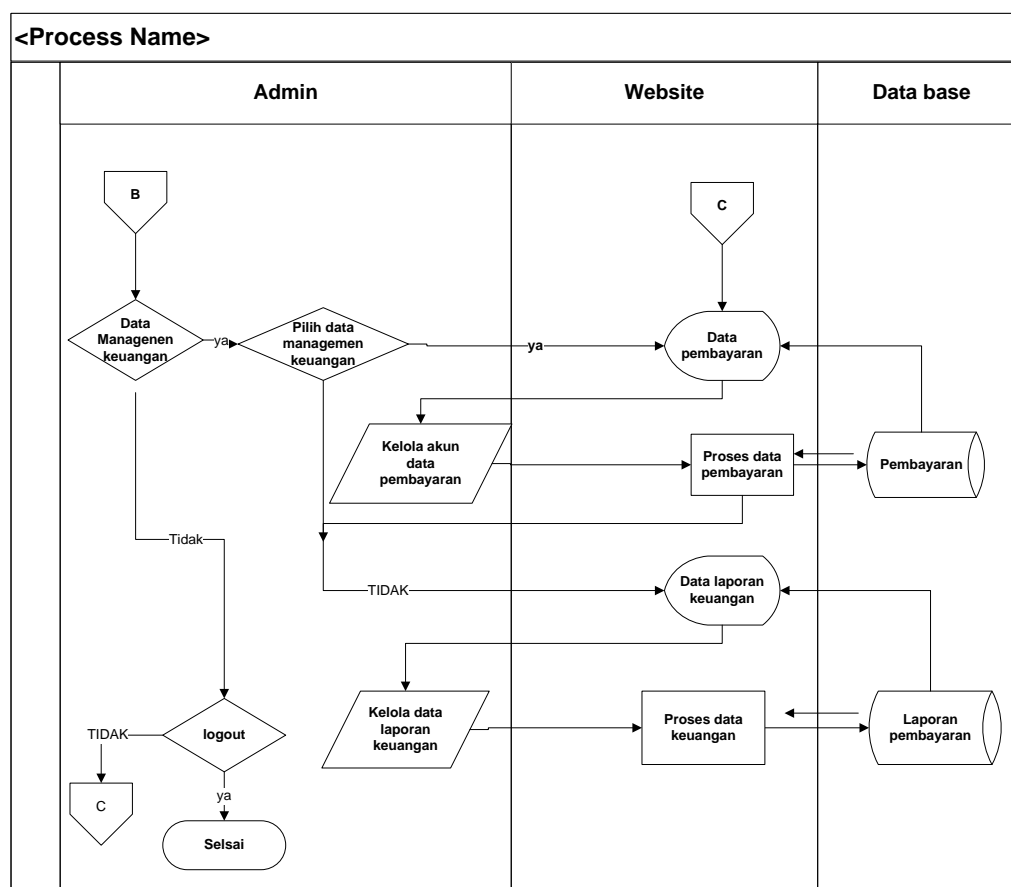 <Process Name>
Admin
Website
Data base
B
C
Data
Managenen
keuangan
ya
Pilih data
managemen
keuangan
ya
Data
pembayaran
Kelola akun
data
pembayaran
Proses data
pembayaran
Pembayaran
Tidak
TIDAK
Data laporan
keuangan
Kelola data
laporan
keuangan
Proses data
keuangan
Laporan
pembayaran
TIDAK
logout
C
ya
Selsai